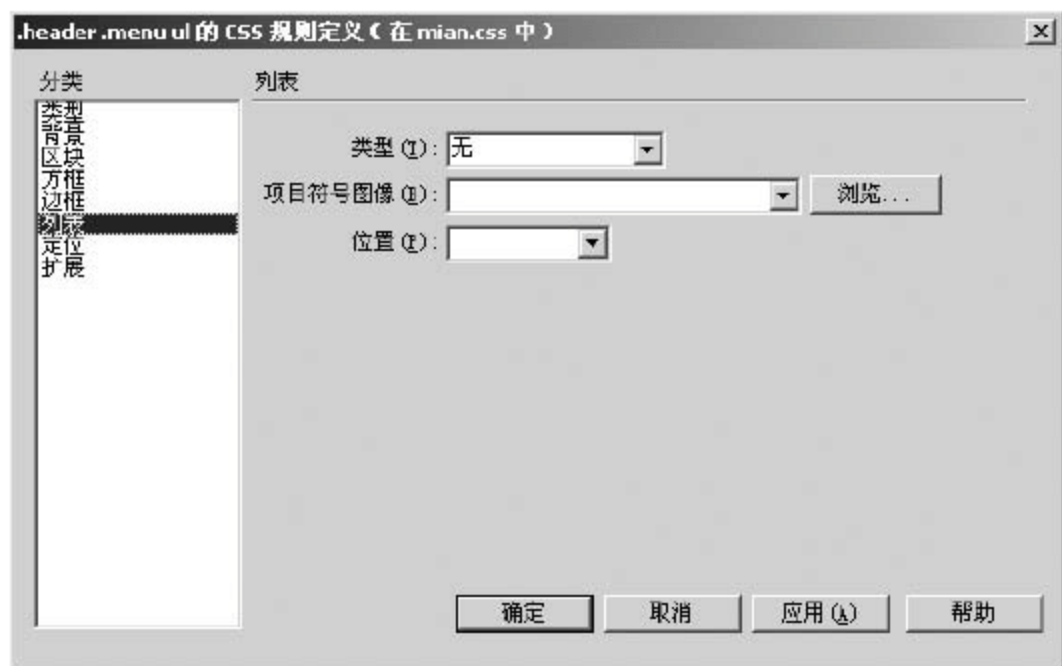 .header .menu ul 的 CSS 规则定义（在 mian.css 中）
分类
类型
背景
区块
方框
边框
列表
定位
扩展
列表
类型(T)：无
项目符号图像(B)： 浏览...
位置(P)：
确定 取消 应用(A) 帮助